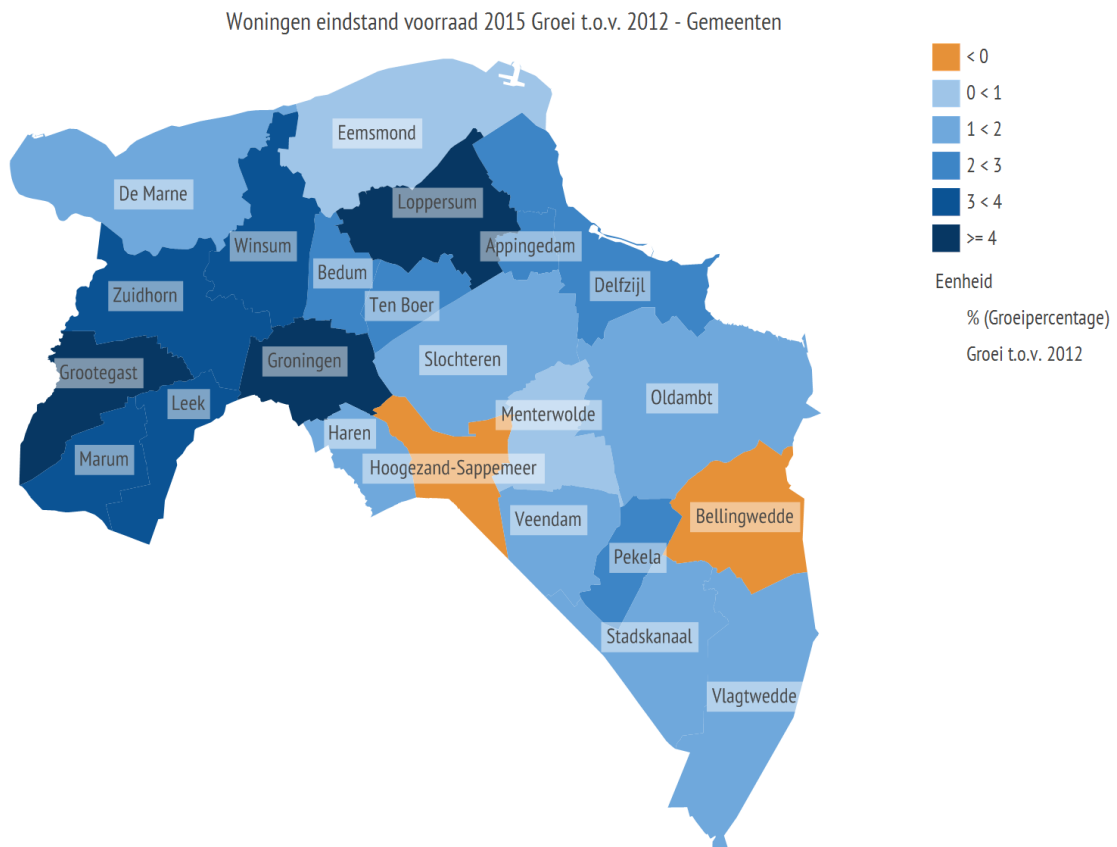 Woningen eindstand voorraad 2015 Groei t.o.v. 2012 - Gemeenten
< 0
0 < 1
1 < 2
2 < 3
3 < 4
>= 4
Eenheid
% (Groeipercentage)
Groei t.o.v. 2012
Eemsmond
De Marne
Loppersum
Winsum
Appingedam
Bedum
Delfzijl
Zuidhorn
Ten Boer
Slochteren
Groningen
Grootegast
Oldambt
Leek
Menterwolde
Haren
Marum
Hoogezand-Sappemeer
Bellingwedde
Veendam
Pekela
Stadskanaal
Vlagtwedde